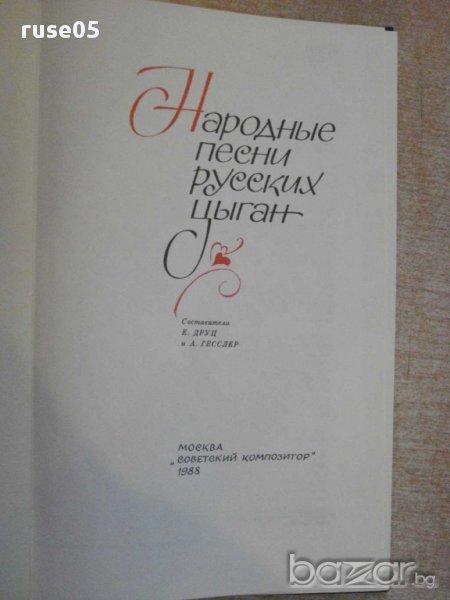 ruse05
Народные
песни
русских
цыган
Составители
Е. ДРУЦ
и А. ГЕССЛЕР
МОСКВА
„СОВЕТСКИЙ КОМПОЗИТОР"
1988
bazar.bg